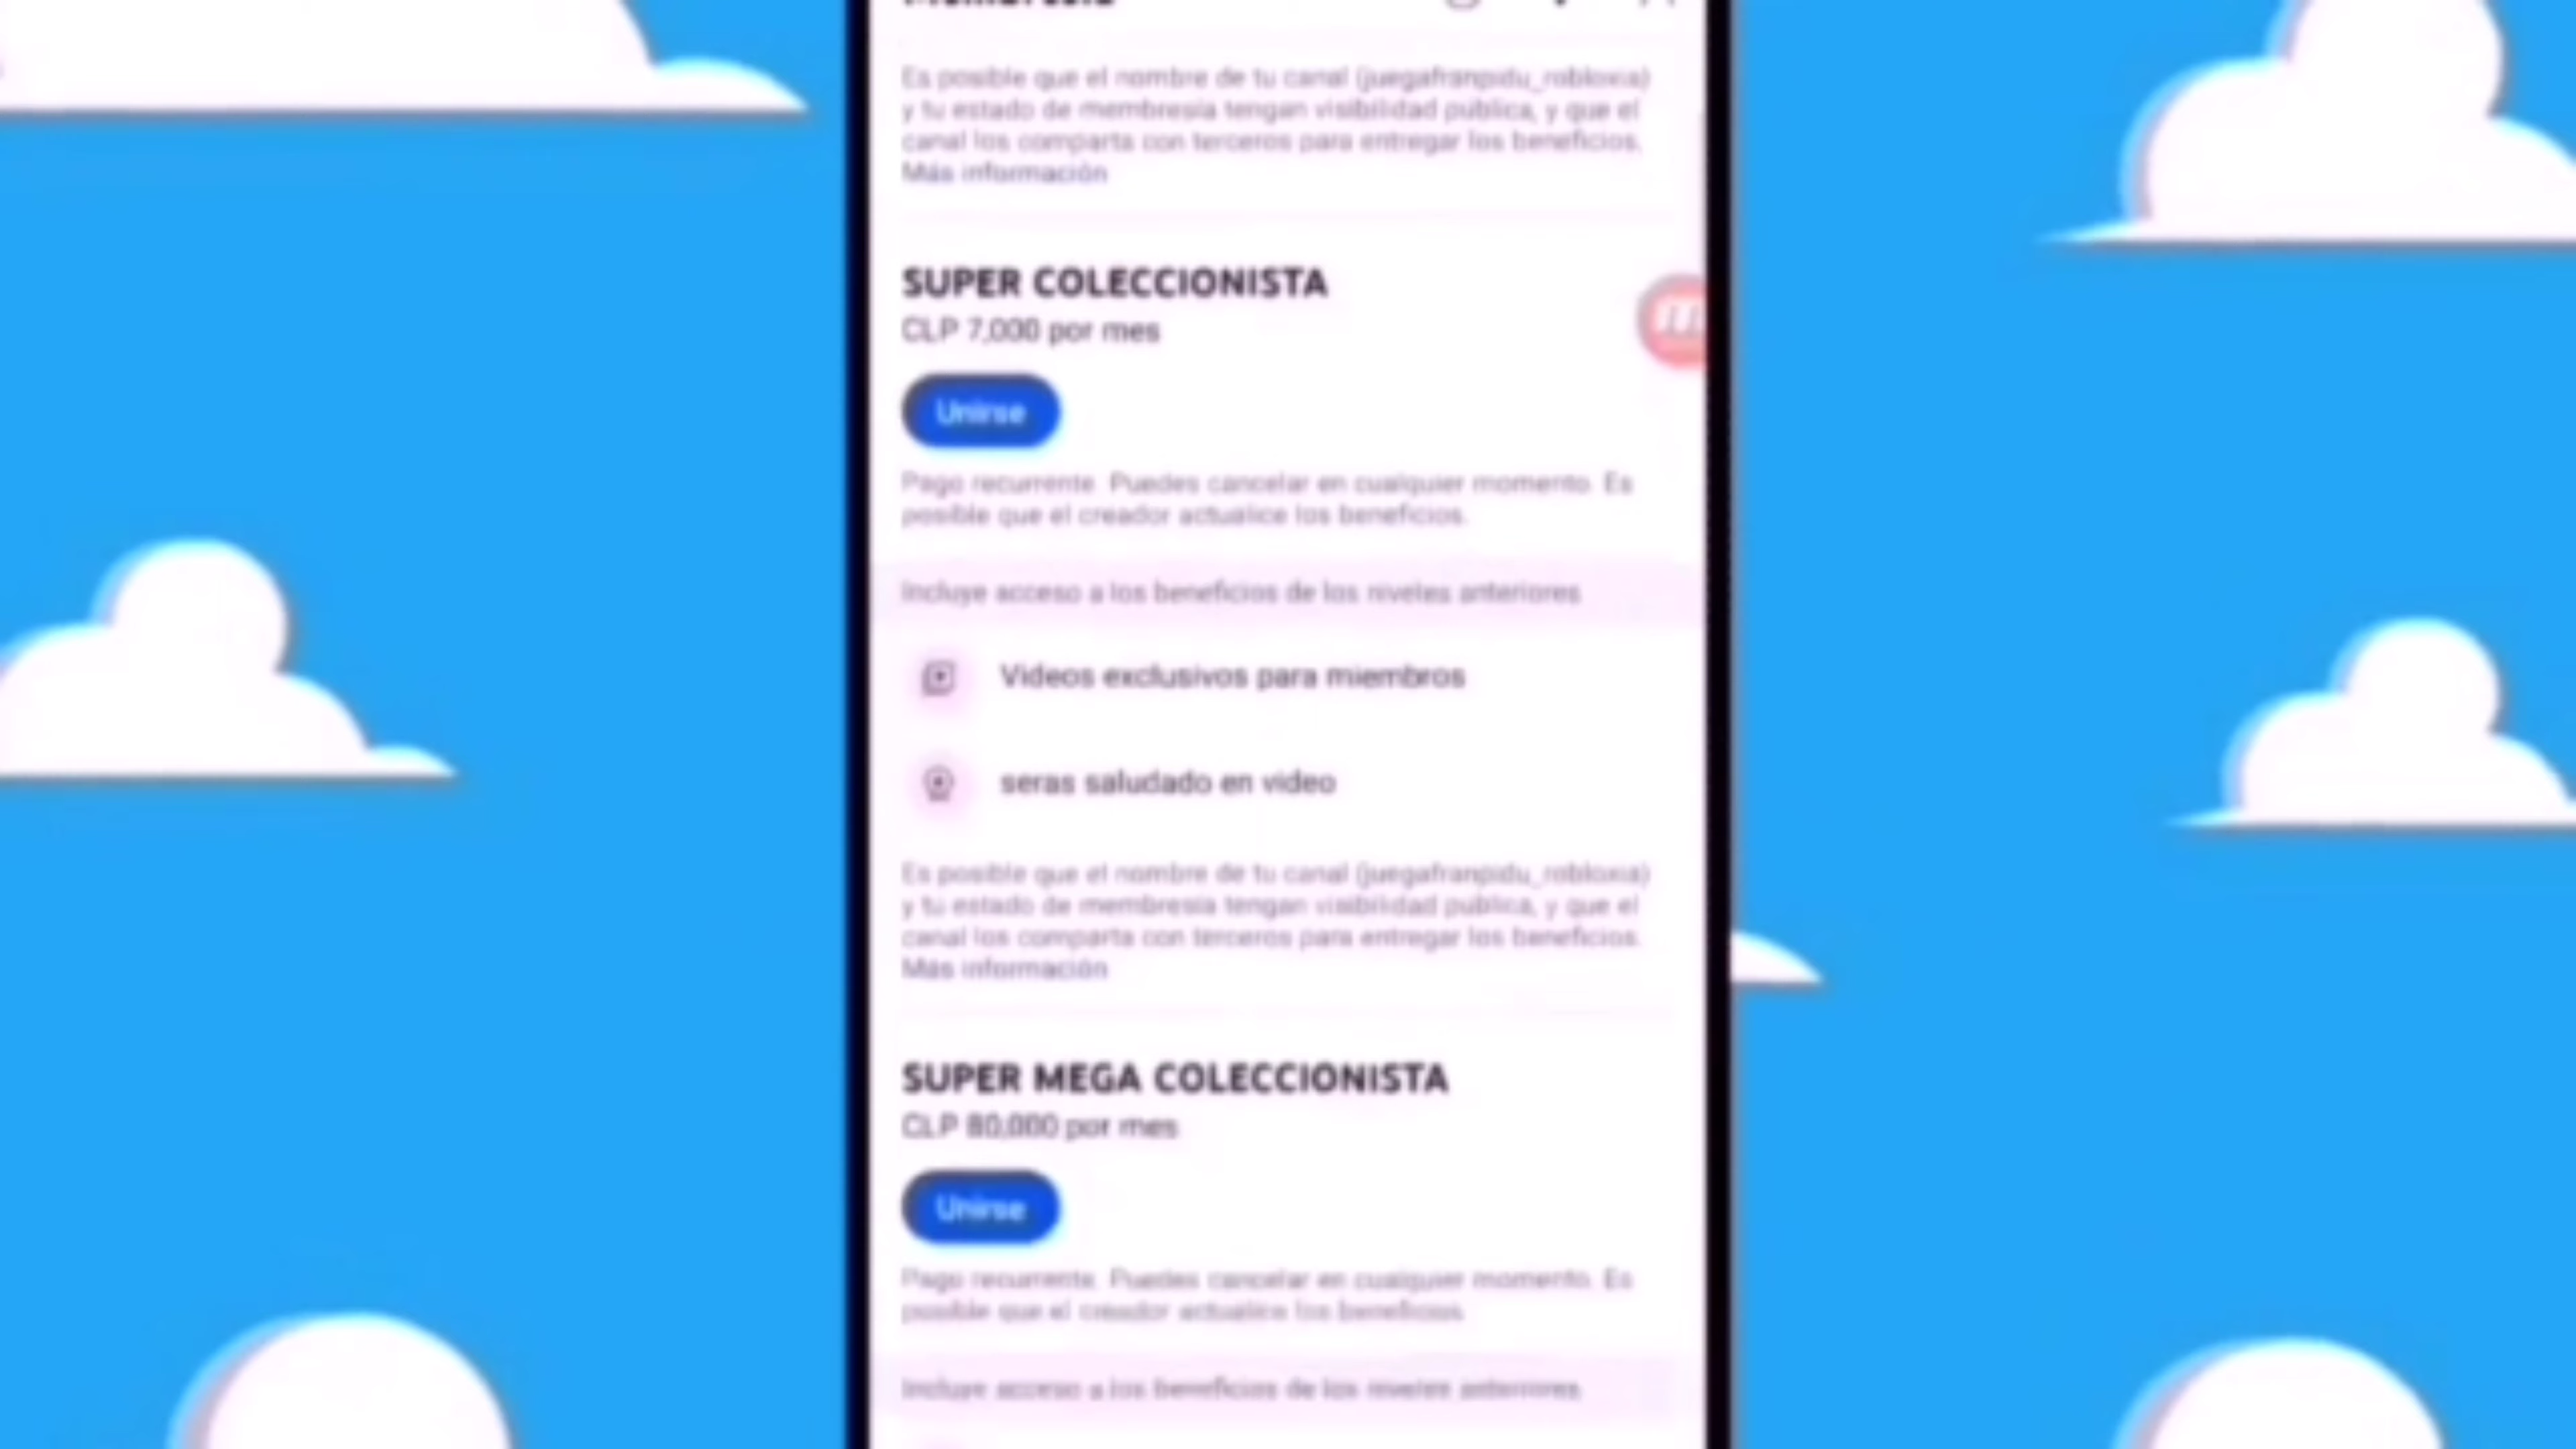 Es posible que el nombre de tu canal (juegafranpidu_robloxia)
y tu estado de membresía tengan visibilidad pública, y que el
canal los comparta con terceros para entregar los beneficios.
Más información
SUPER COLECCIONISTA
CLP 7,000 por mes
Unirse
Pago recurrente. Puedes cancelar en cualquier momento. Es
posible que el creador actualice los beneficios.
Incluye acceso a los beneficios de los niveles anteriores
Videos exclusivos para miembros
seras saludado en video
Es posible que el nombre de tu canal (juegafranpidu_robloxia)
y tu estado de membresía tengan visibilidad pública, y que el
canal los comparta con terceros para entregar los beneficios.
Más información
SUPER MEGA COLECCIONISTA
CLP 80,000 por mes
Unirse
Pago recurrente. Puedes cancelar en cualquier momento. Es
posible que el creador actualice los beneficios.
Incluye acceso a los beneficios de los niveles anteriores